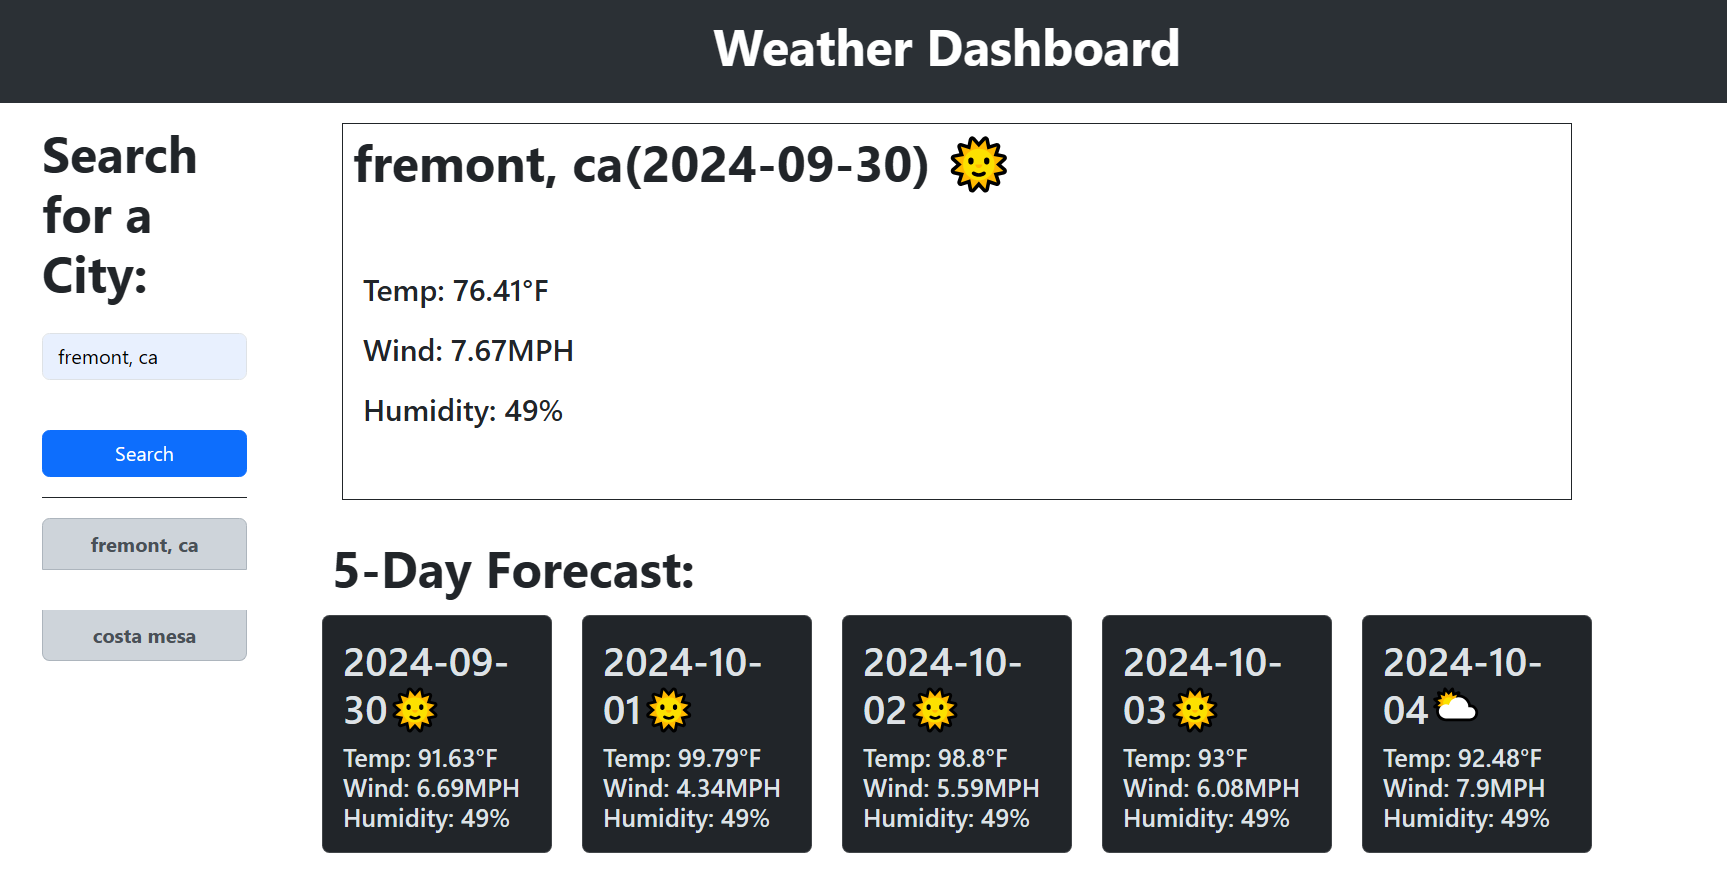 Weather Dashboard
Search
for a
City:
fremont, ca
Search
fremont, ca
costa mesa
fremont, ca(2024-09-30)
Temp: 76.41°F
Wind: 7.67MPH
Humidity: 49%
5-Day Forecast:
2024-09-
30
Temp: 91.63°F
Wind: 6.69MPH
Humidity: 49%
2024-10-
01
Temp: 99.79°F
Wind: 4.34MPH
Humidity: 49%
2024-10-
02
Temp: 98.8°F
Wind: 5.59MPH
Humidity: 49%
2024-10-
03
Temp: 93°F
Wind: 6.08MPH
Humidity: 49%
2024-10-
04
Temp: 92.48°F
Wind: 7.9MPH
Humidity: 49%